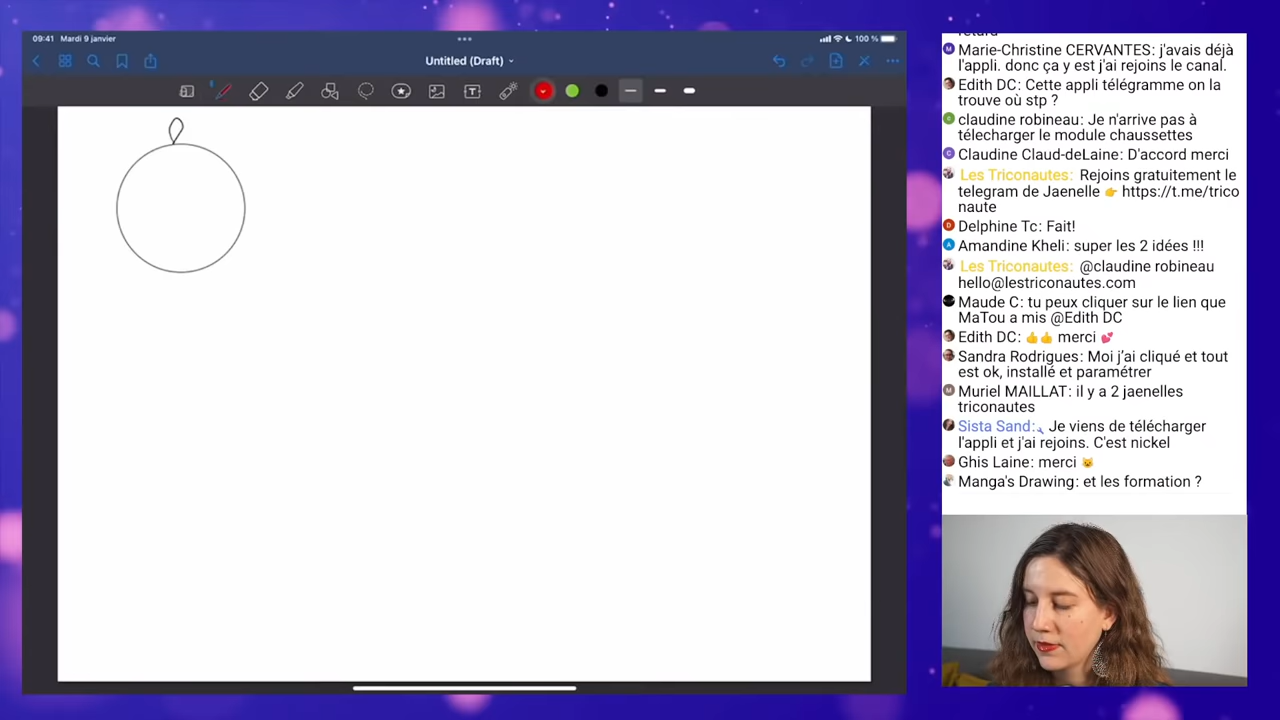 09:41 Mardi 9 janvier
100 %
Untitled (Draft)
retard
Marie-Christine CERVANTES: j'avais déjà
l'appli. donc ça y est j'ai rejoins le canal.
Edith DC: Cette appli télégramme on la
trouve où stp ?
claudine robineau: Je n'arrive pas à
télecharger le module chaussettes
Claudine Claud-deLaine: D'accord merci
Les Triconautes: Rejoins gratuitement le
telegram de Jaenelle 👉 https://t.me/trico
naute
Delphine Tc: Fait!
Amandine Kheli: super les 2 idées !!!
Les Triconautes: @claudine robineau
hello@lestriconautes.com
Maude C: tu peux cliquer sur le lien que
MaTou a mis @Edith DC
Edith DC: 👍👍 merci 💕
Sandra Rodrigues: Moi j’ai cliqué et tout
est ok, installé et paramétrer
Muriel MAILLAT: il y a 2 jaenelles
triconautes
Sista Sand: Je viens de télécharger
l'appli et j'ai rejoins. C'est nickel
Ghis Laine: merci 😺
Manga's Drawing: et les formation ?